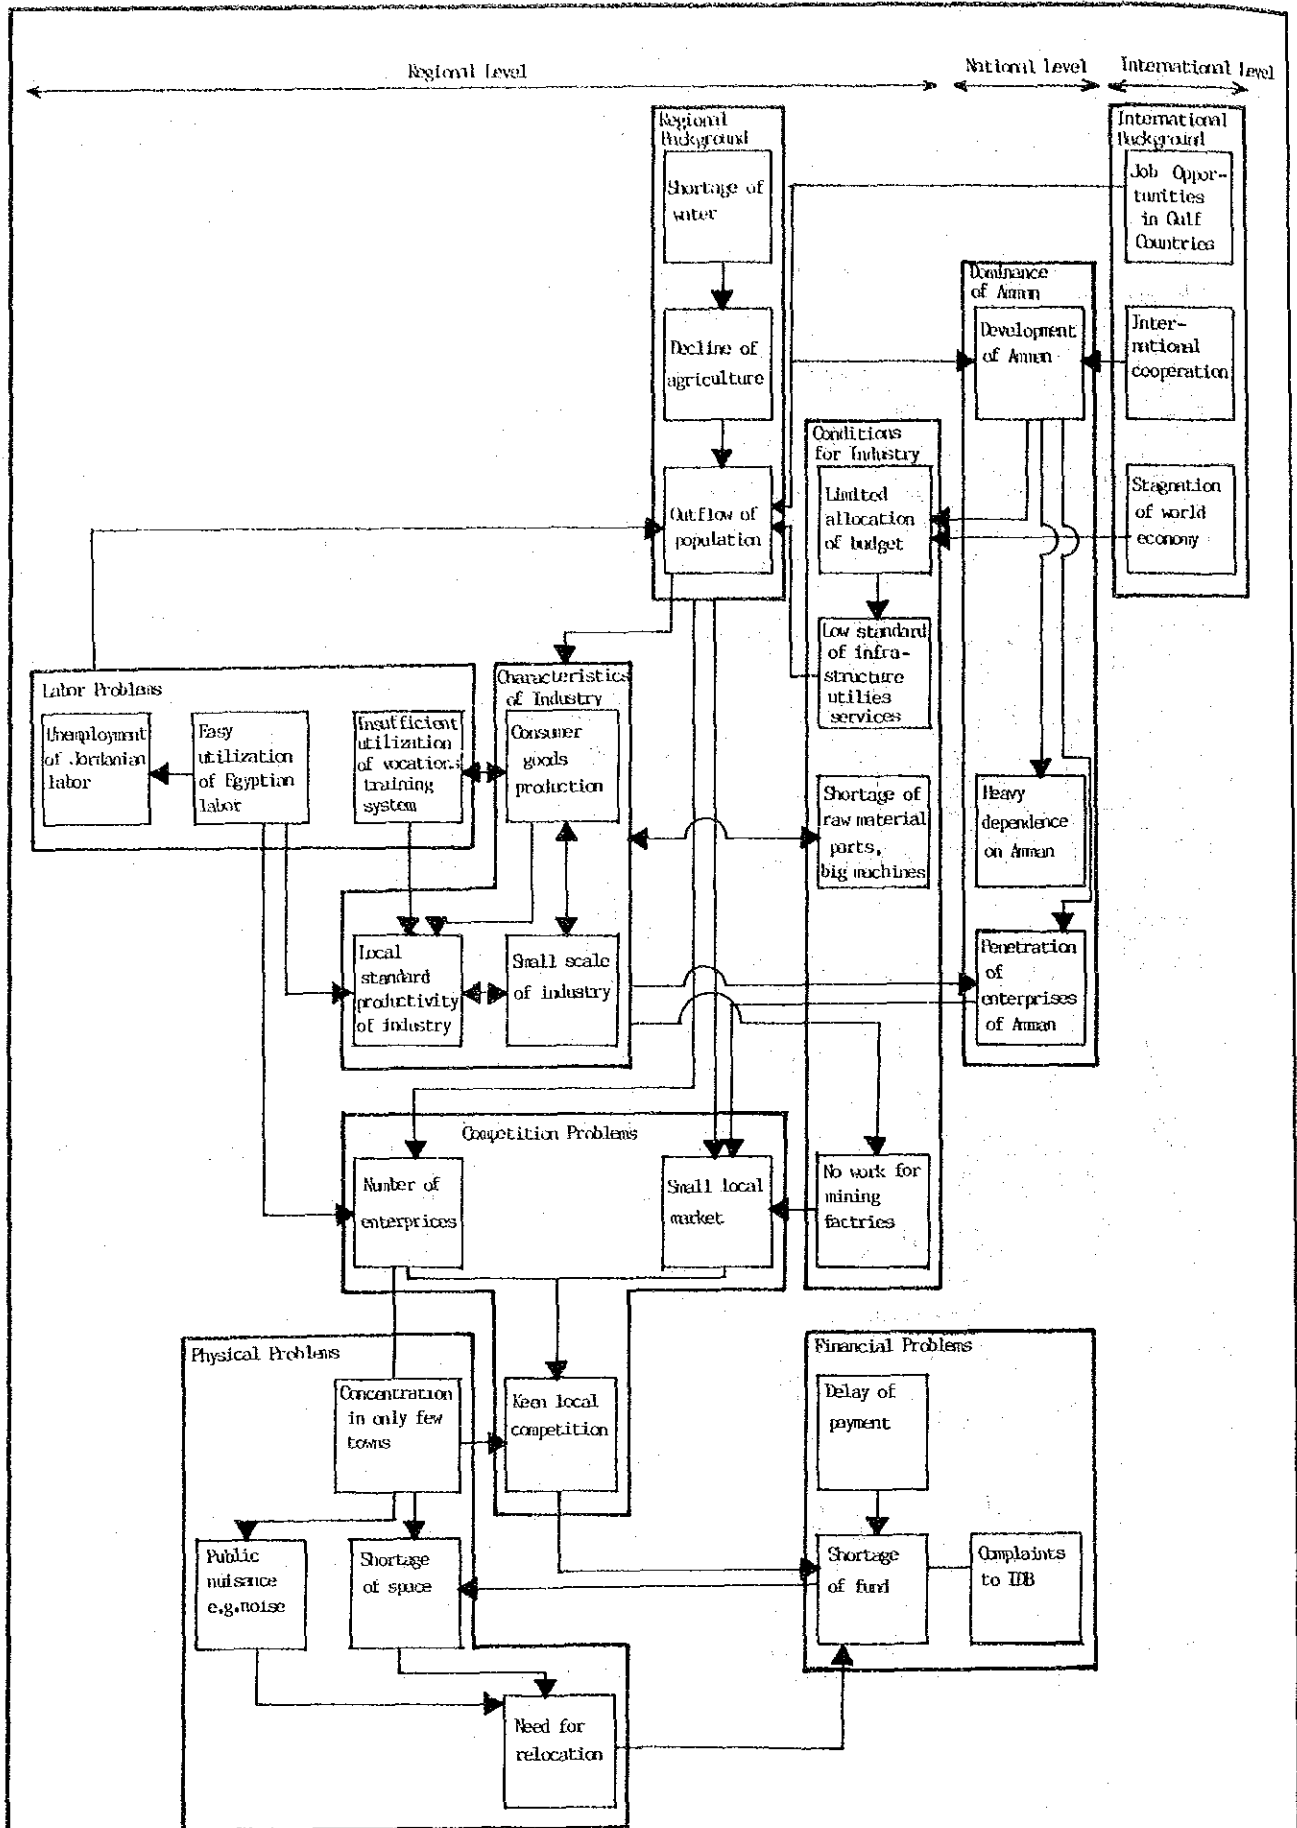 Regional Level
National Level
International Level
Regional
Background
Shortage of
water
Decline of
agriculture
Outflow of
population
International
Background
Job Oppor-
tunities
in Gulf
Countries
Inter-
national
cooperation
Stagnation
of world
economy
Dominance
of Amman
Development
of Amman
Heavy
dependence
on Amman
Penetration
of
enterprises
of Amman
Conditions
for Industry
Limited
allocation
of budget
Low standard
of infra-
structure
utilies
services
Shortage of
raw material
parts,
big machines
No work for
mining
factries
Labor Problems
Unemployment
of Jordanian
labor
Easy
utilization
of Egyptian
labor
Insufficient
utilization
of vocations
training
system
Characteristics
of Industry
Consumer
goods
production
Local
standard
productivity
of industry
Small scale
of industry
Competition Problems
Number of
enterprices
Small local
market
Keen local
competition
Physical Problems
Concentration
in only few
towns
Public
nuisance
e.g.noise
Shortage
of space
Need for
relocation
Financial Problems
Delay of
payment
Shortage
of fund
Complaints
to IDB